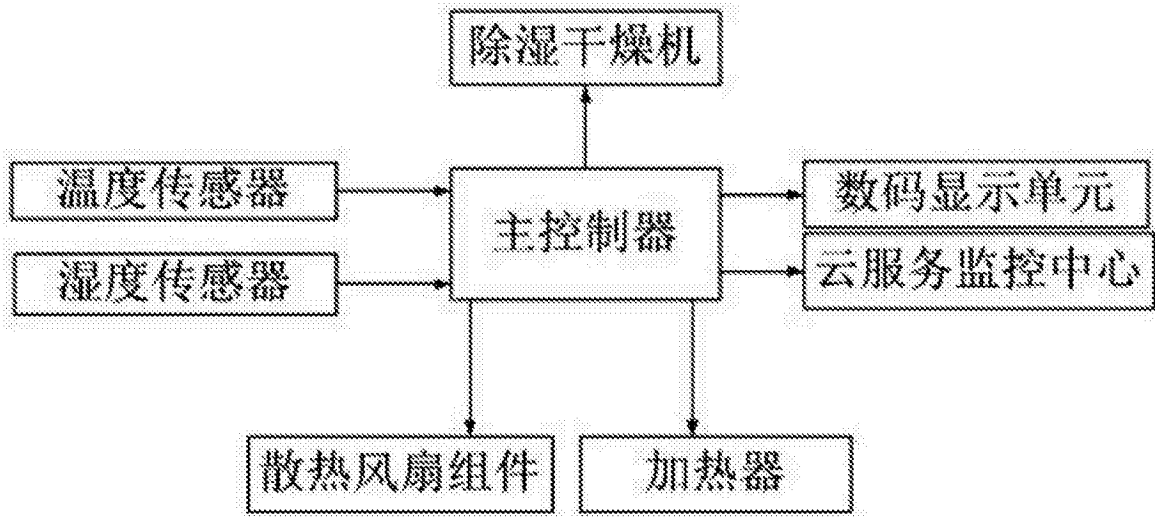 除湿干燥机
温度传感器
主控制器
数码显示单元
湿度传感器
云服务监控中心
散热风扇组件
加热器